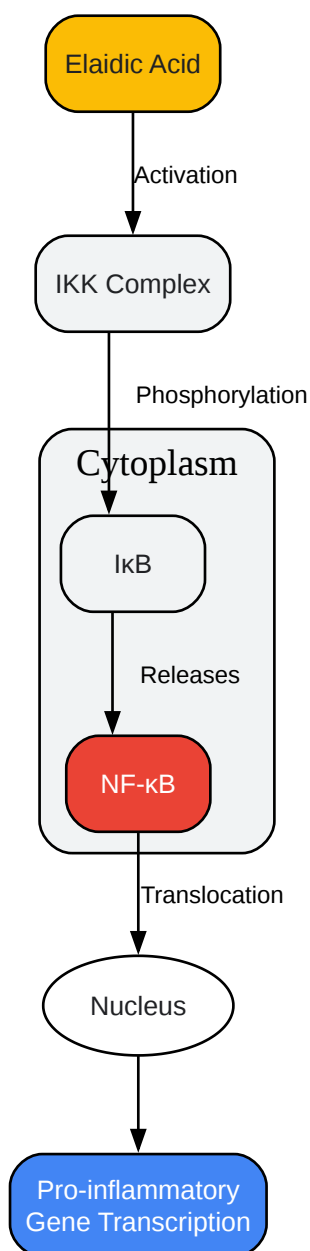 Elaidic Acid
Activation
IKK Complex
Phosphorylation
Cytoplasm
IκB
Releases
NF-κB
Translocation
Nucleus
Pro-inflammatory
Gene Transcription